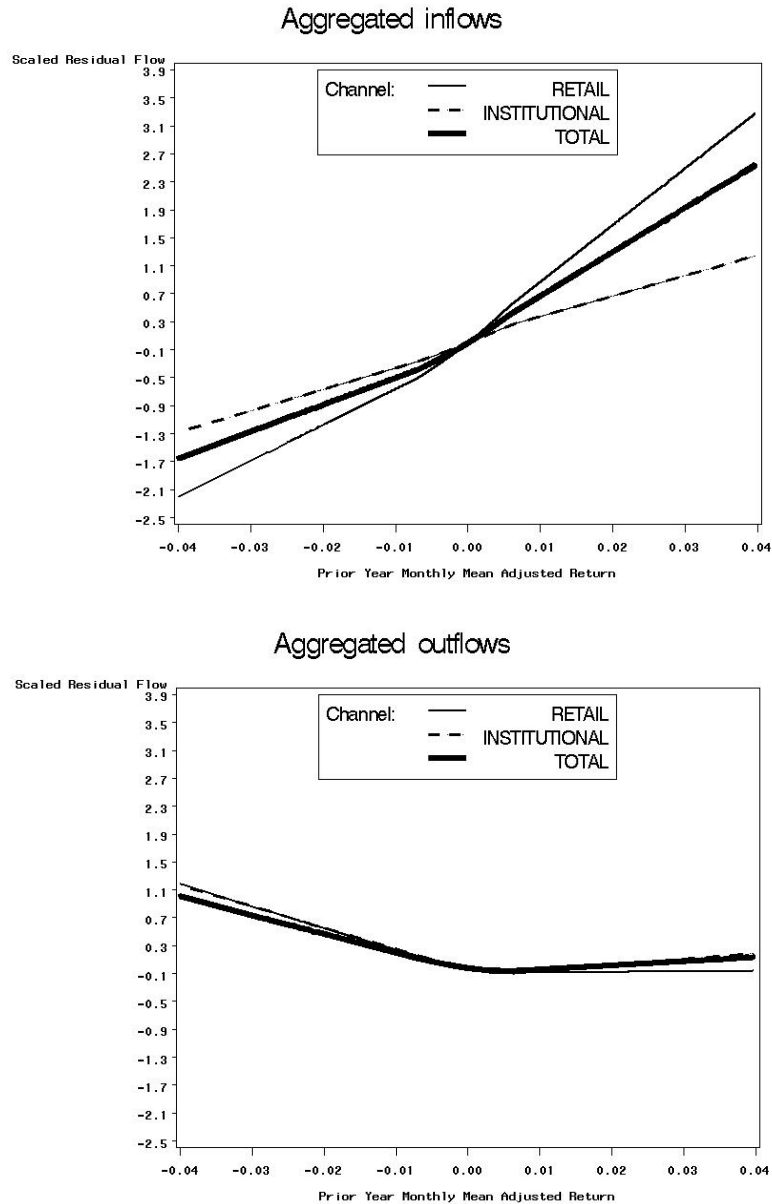 Aggregated inflows
Scaled Residual Flow
3.9
Channel: RETAIL
3.5
INSTITUTIONAL
3.1
TOTAL
2.7
2.3
1.9
1.5
1.1
0.7
0.3
-0.1
-0.5
-0.9
-1.3
-1.7
-2.1
-2.5
-0.04 -0.03 -0.02 -0.01 0.00 0.01 0.02 0.03 0.04
Prior Year Monthly Mean Adjusted Return
Aggregated outflows
Scaled Residual Flow
3.9
Channel: RETAIL
3.5
INSTITUTIONAL
3.1
TOTAL
2.7
2.3
1.9
1.5
1.1
0.7
0.3
-0.1
-0.5
-0.9
-1.3
-1.7
-2.1
-2.5
-0.04 -0.03 -0.02 -0.01 0.00 0.01 0.02 0.03 0.04
Prior Year Monthly Mean Adjusted Return